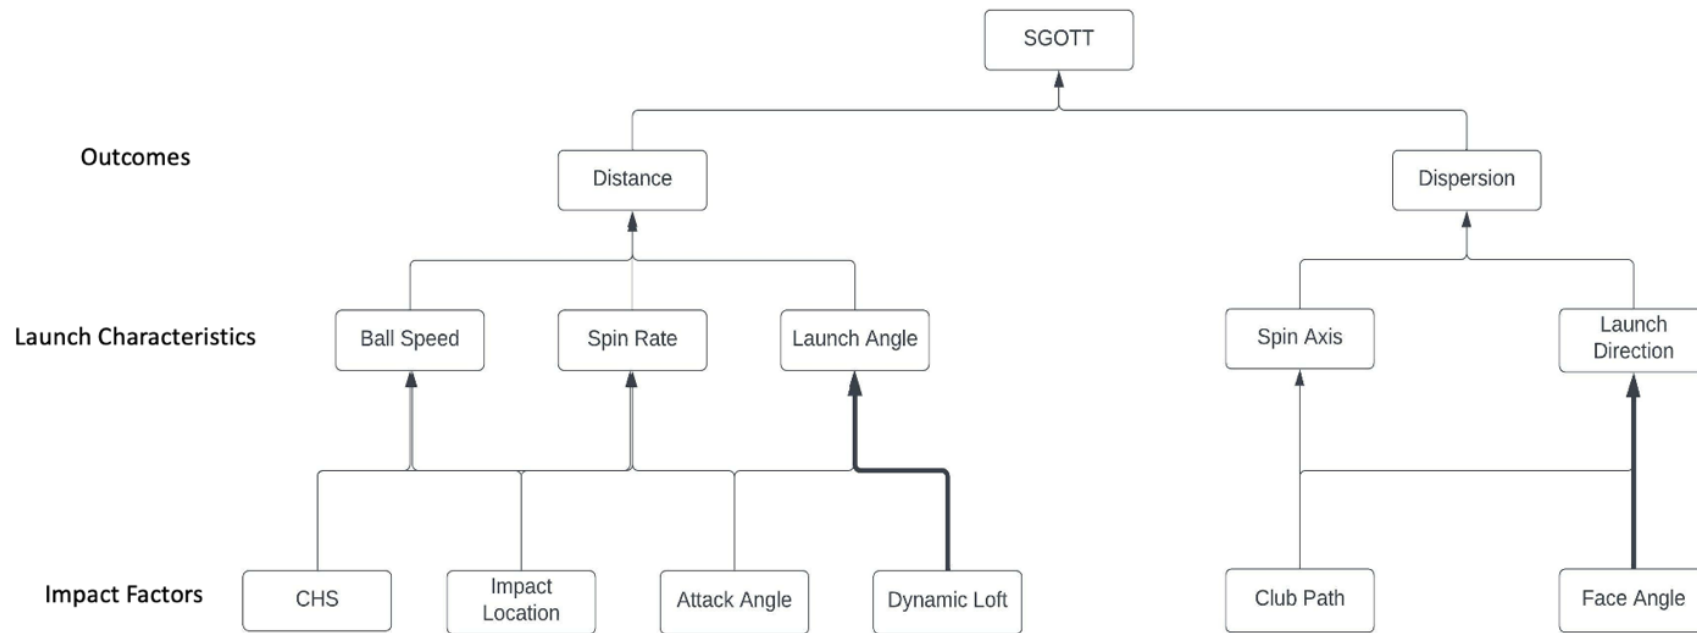 SGOTT
Outcomes
Distance
Dispersion
Launch Characteristics
Ball Speed
Spin Rate
Launch Angle
Spin Axis
Launch
Direction
Impact Factors
CHS
Impact
Location
Attack Angle
Dynamic Loft
Club Path
Face Angle